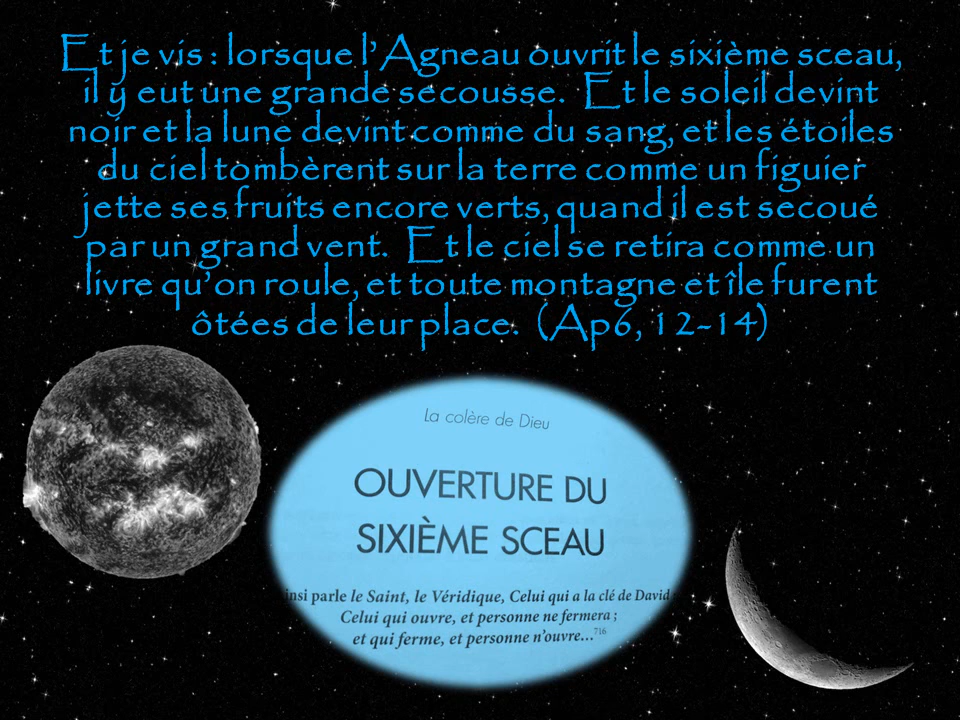 Et je vis : lorsque l’Agneau ouvrit le sixième sceau,
il y eut une grande secousse. Et le soleil devint
noir et la lune devint comme du sang, et les étoiles
du ciel tombèrent sur la terre comme un figuier
jette ses fruits encore verts, quand il est secoué
par un grand vent. Et le ciel se retira comme un
livre qu’on roule, et toute montagne et île furent
ôtées de leur place. (Ap6, 12-14)
La colère de Dieu
OUVERTURE DU
SIXIÈME SCEAU
insi parle le Saint, le Véridique, Celui qui a la clé de David ;
Celui qui ouvre, et personne ne fermera ;
et qui ferme, et personne n’ouvre...716